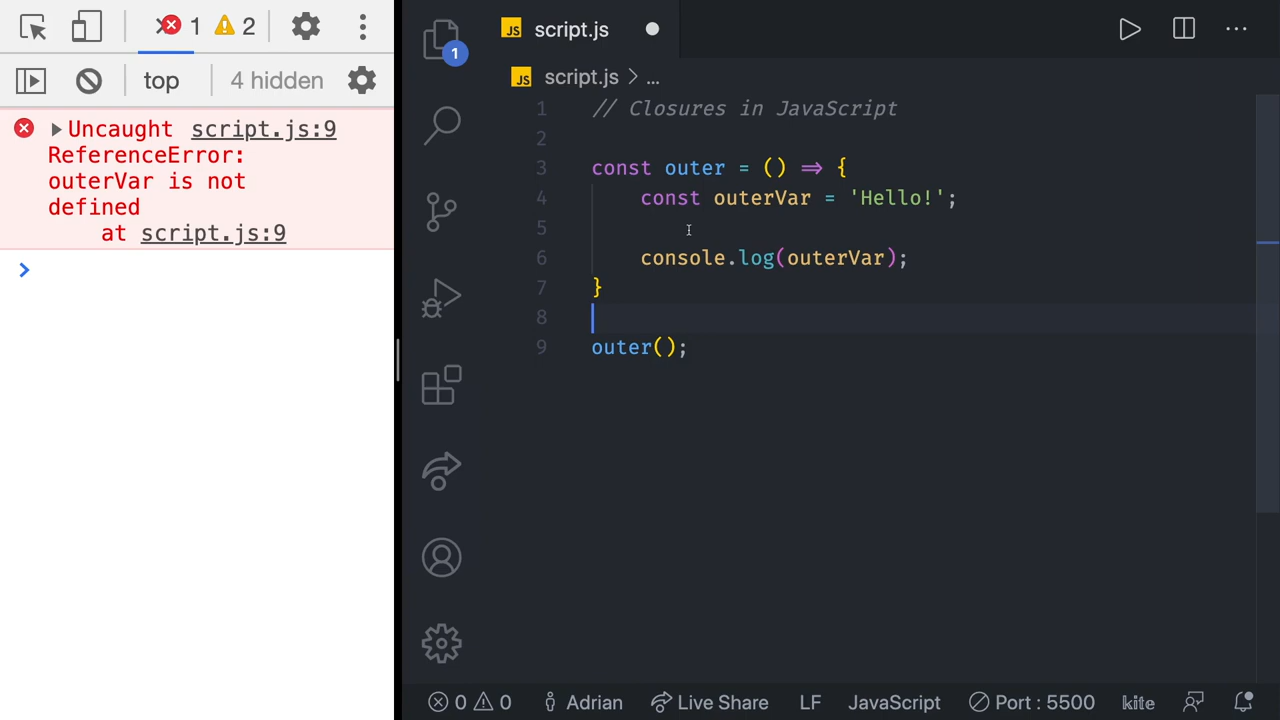 1 2
top 4 hidden
Uncaught script.js:9
ReferenceError:
outerVar is not
defined
at script.js:9
1
JS script.js
JS script.js > ...
1 // Closures in JavaScript
2
3 const outer = () => {
4 const outerVar = 'Hello!';
5
6 console.log(outerVar);
7 }
8
9 outer();
0 0 Adrian Live Share LF JavaScript Port : 5500 kite